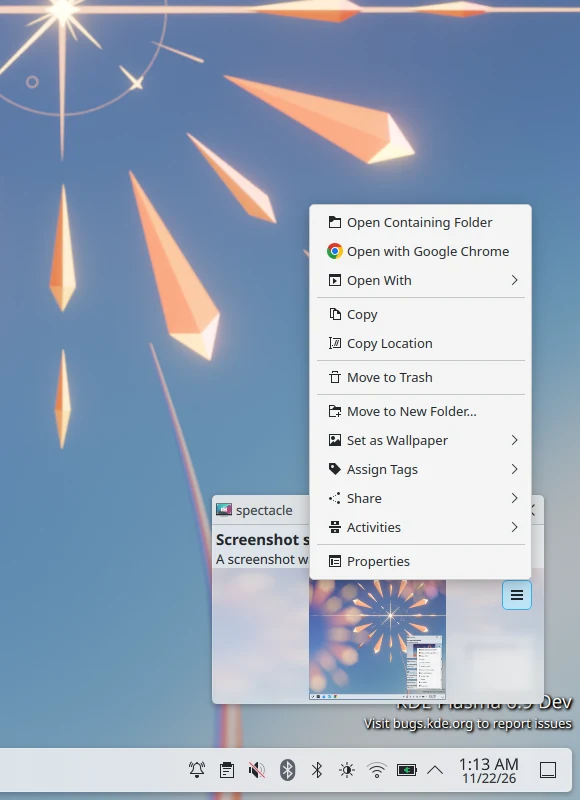 Open Containing Folder
Open with Google Chrome
Open With
Copy
Copy Location
Move to Trash
Move to New Folder...
Set as Wallpaper
Assign Tags
Share
Activities
Properties
spectacle
Screenshot s
A screenshot w
KDE Plasma 6.9 Dev
Visit bugs.kde.org to report issues
1:13 AM
11/22/26